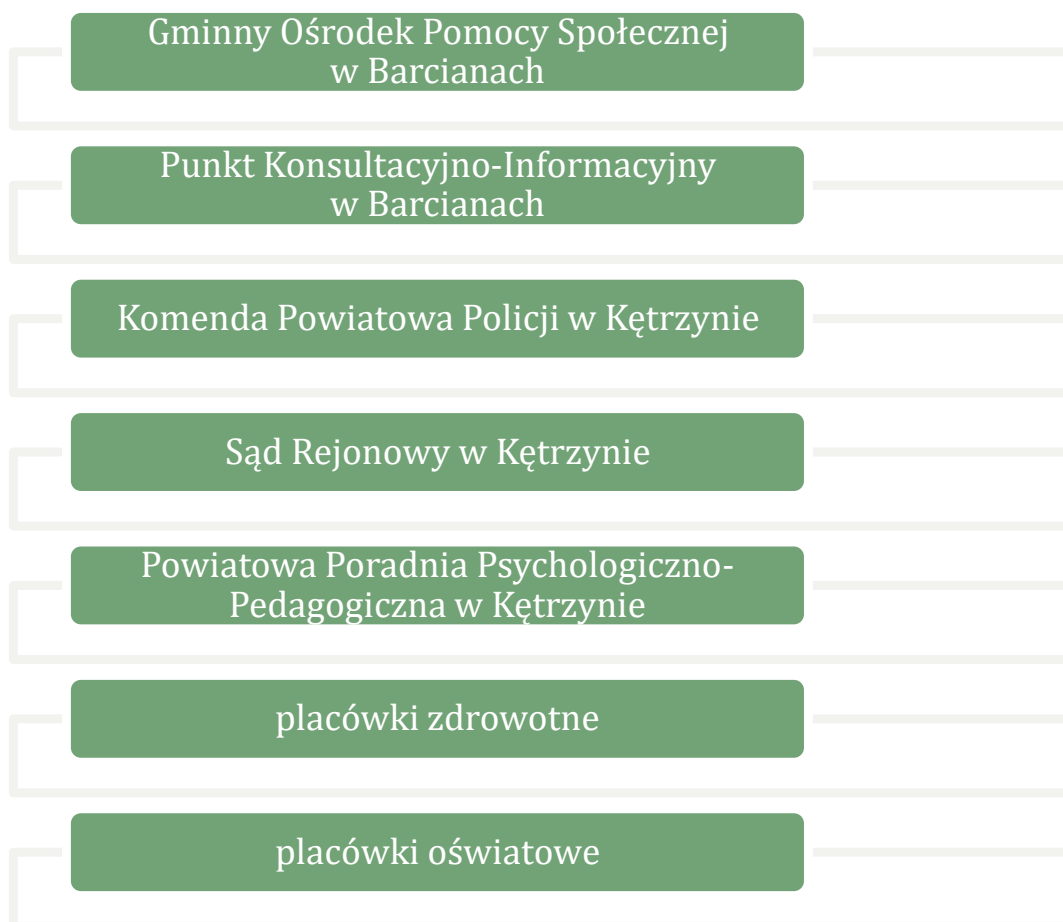 Gminny Ośrodek Pomocy Społecznej
w Barcianach
Punkt Konsultacyjno-Informacyjny
w Barcianach
Komenda Powiatowa Policji w Kętrzynie
Sąd Rejonowy w Kętrzynie
Powiatowa Poradnia Psychologiczno-
Pedagogiczna w Kętrzynie
placówki zdrowotne
placówki oświatowe